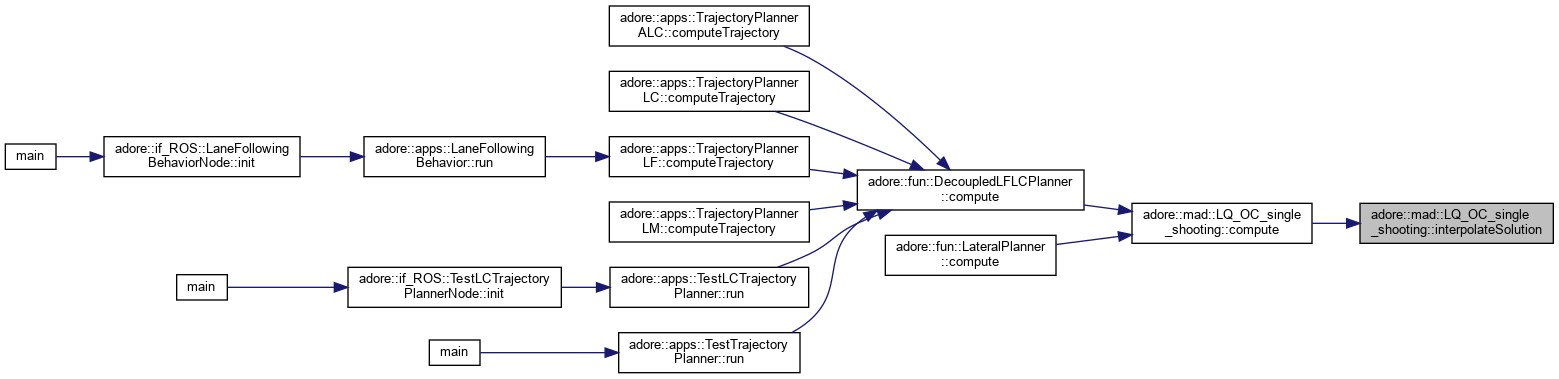 adore::apps::TrajectoryPlanner
ALC::computeTrajectory
adore::apps::TrajectoryPlanner
LC::computeTrajectory
main
adore::if_ROS::LaneFollowing
BehaviorNode::init
adore::apps::LaneFollowing
Behavior::run
adore::apps::TrajectoryPlanner
LF::computeTrajectory
adore::fun::DecoupledLFLCPlanner
::compute
adore::apps::TrajectoryPlanner
LM::computeTrajectory
adore::mad::LQ_OC_single
_shooting::compute
adore::mad::LQ_OC_single
_shooting::interpolateSolution
adore::fun::LateralPlanner
::compute
main
adore::if_ROS::TestLCTrajectory
PlannerNode::init
adore::apps::TestLCTrajectory
Planner::run
main
adore::apps::TestTrajectory
Planner::run